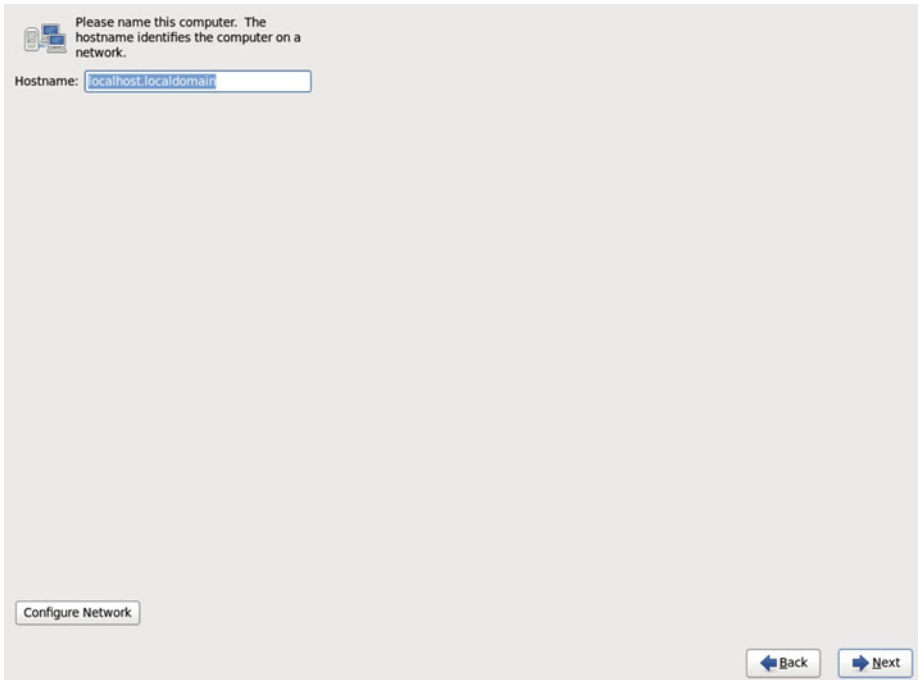 Please name this computer.  The
hostname identifies the computer on a
network.
Hostname: localhost.localdomain
Configure Network
Back Next